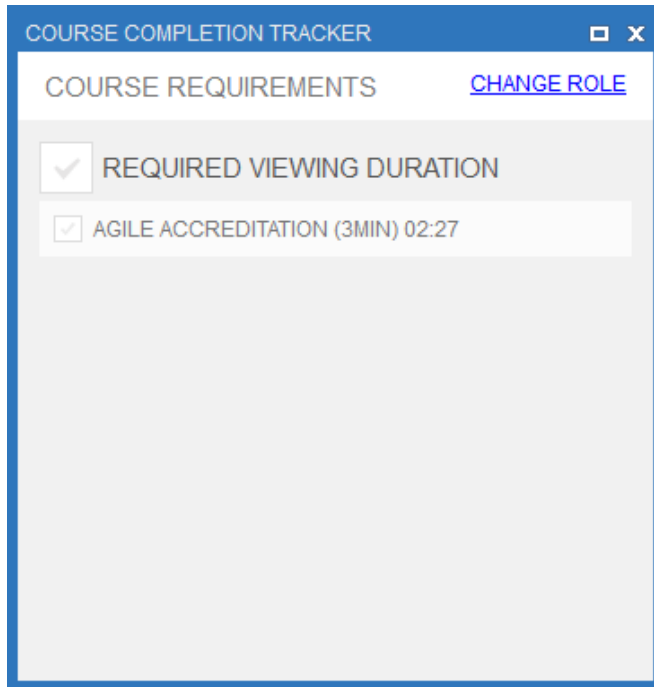 COURSE COMPLETION TRACKER
COURSE REQUIREMENTS CHANGE ROLE
REQUIRED VIEWING DURATION
AGILE ACCREDITATION (3MIN) 02:27